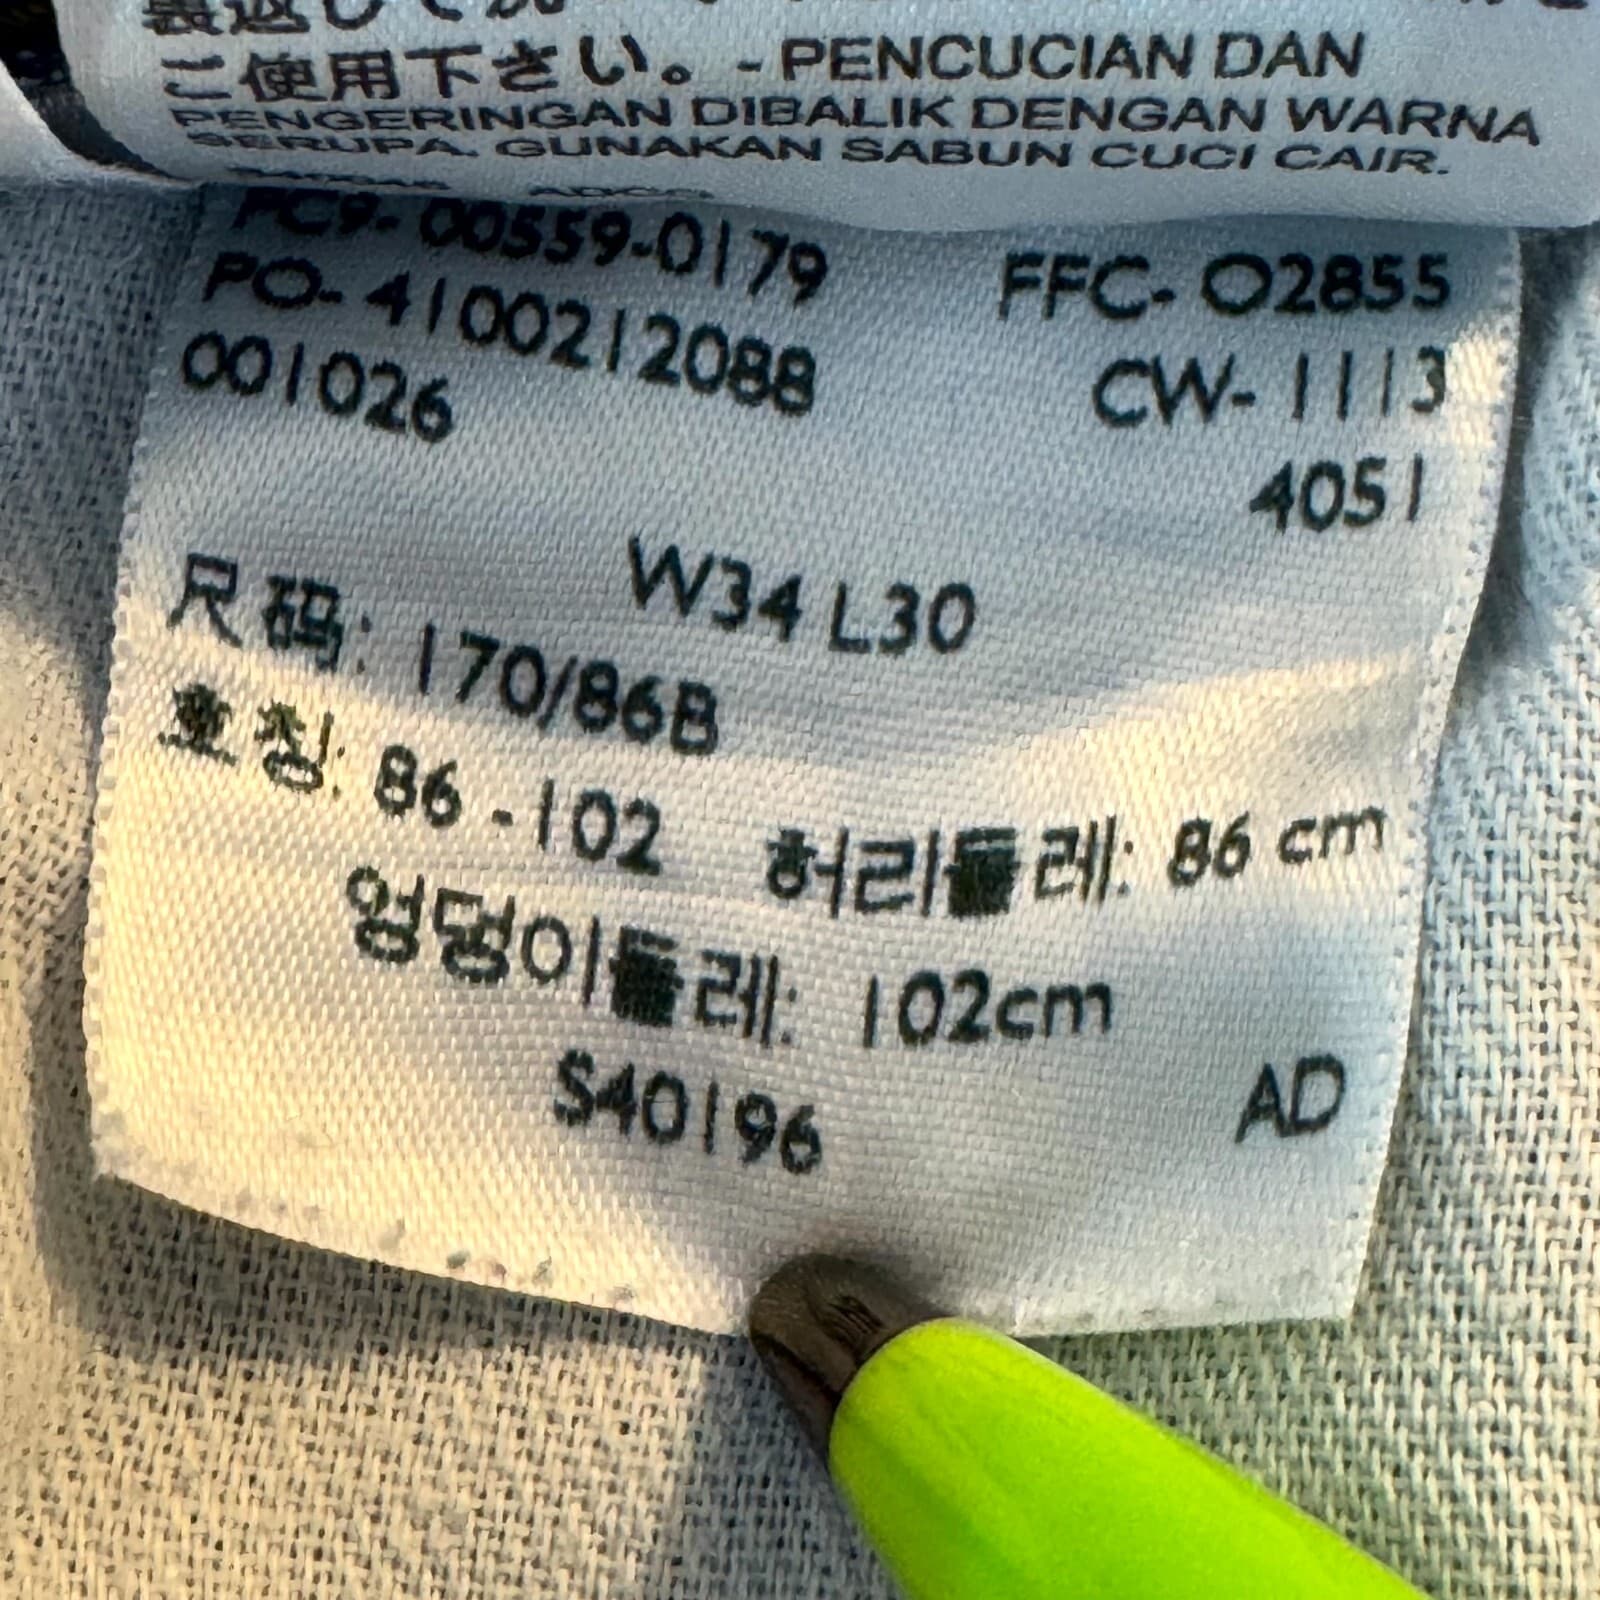 ご使用下さい。 - PENCUCIAN DAN
PENGERINGAN DIBALIK DENGAN WARNA
SERUPA. GUNAKAN SABUN CUCI CAIR.
PC9- 00559-0179 FFC- O2855
PO- 4100212088 CW- 1113
001026 4051
W34 L30
尺码: 170/86B
호칭: 86 -102 허리둘레: 86 cm
엉덩이둘레: 102cm
S40196 AD